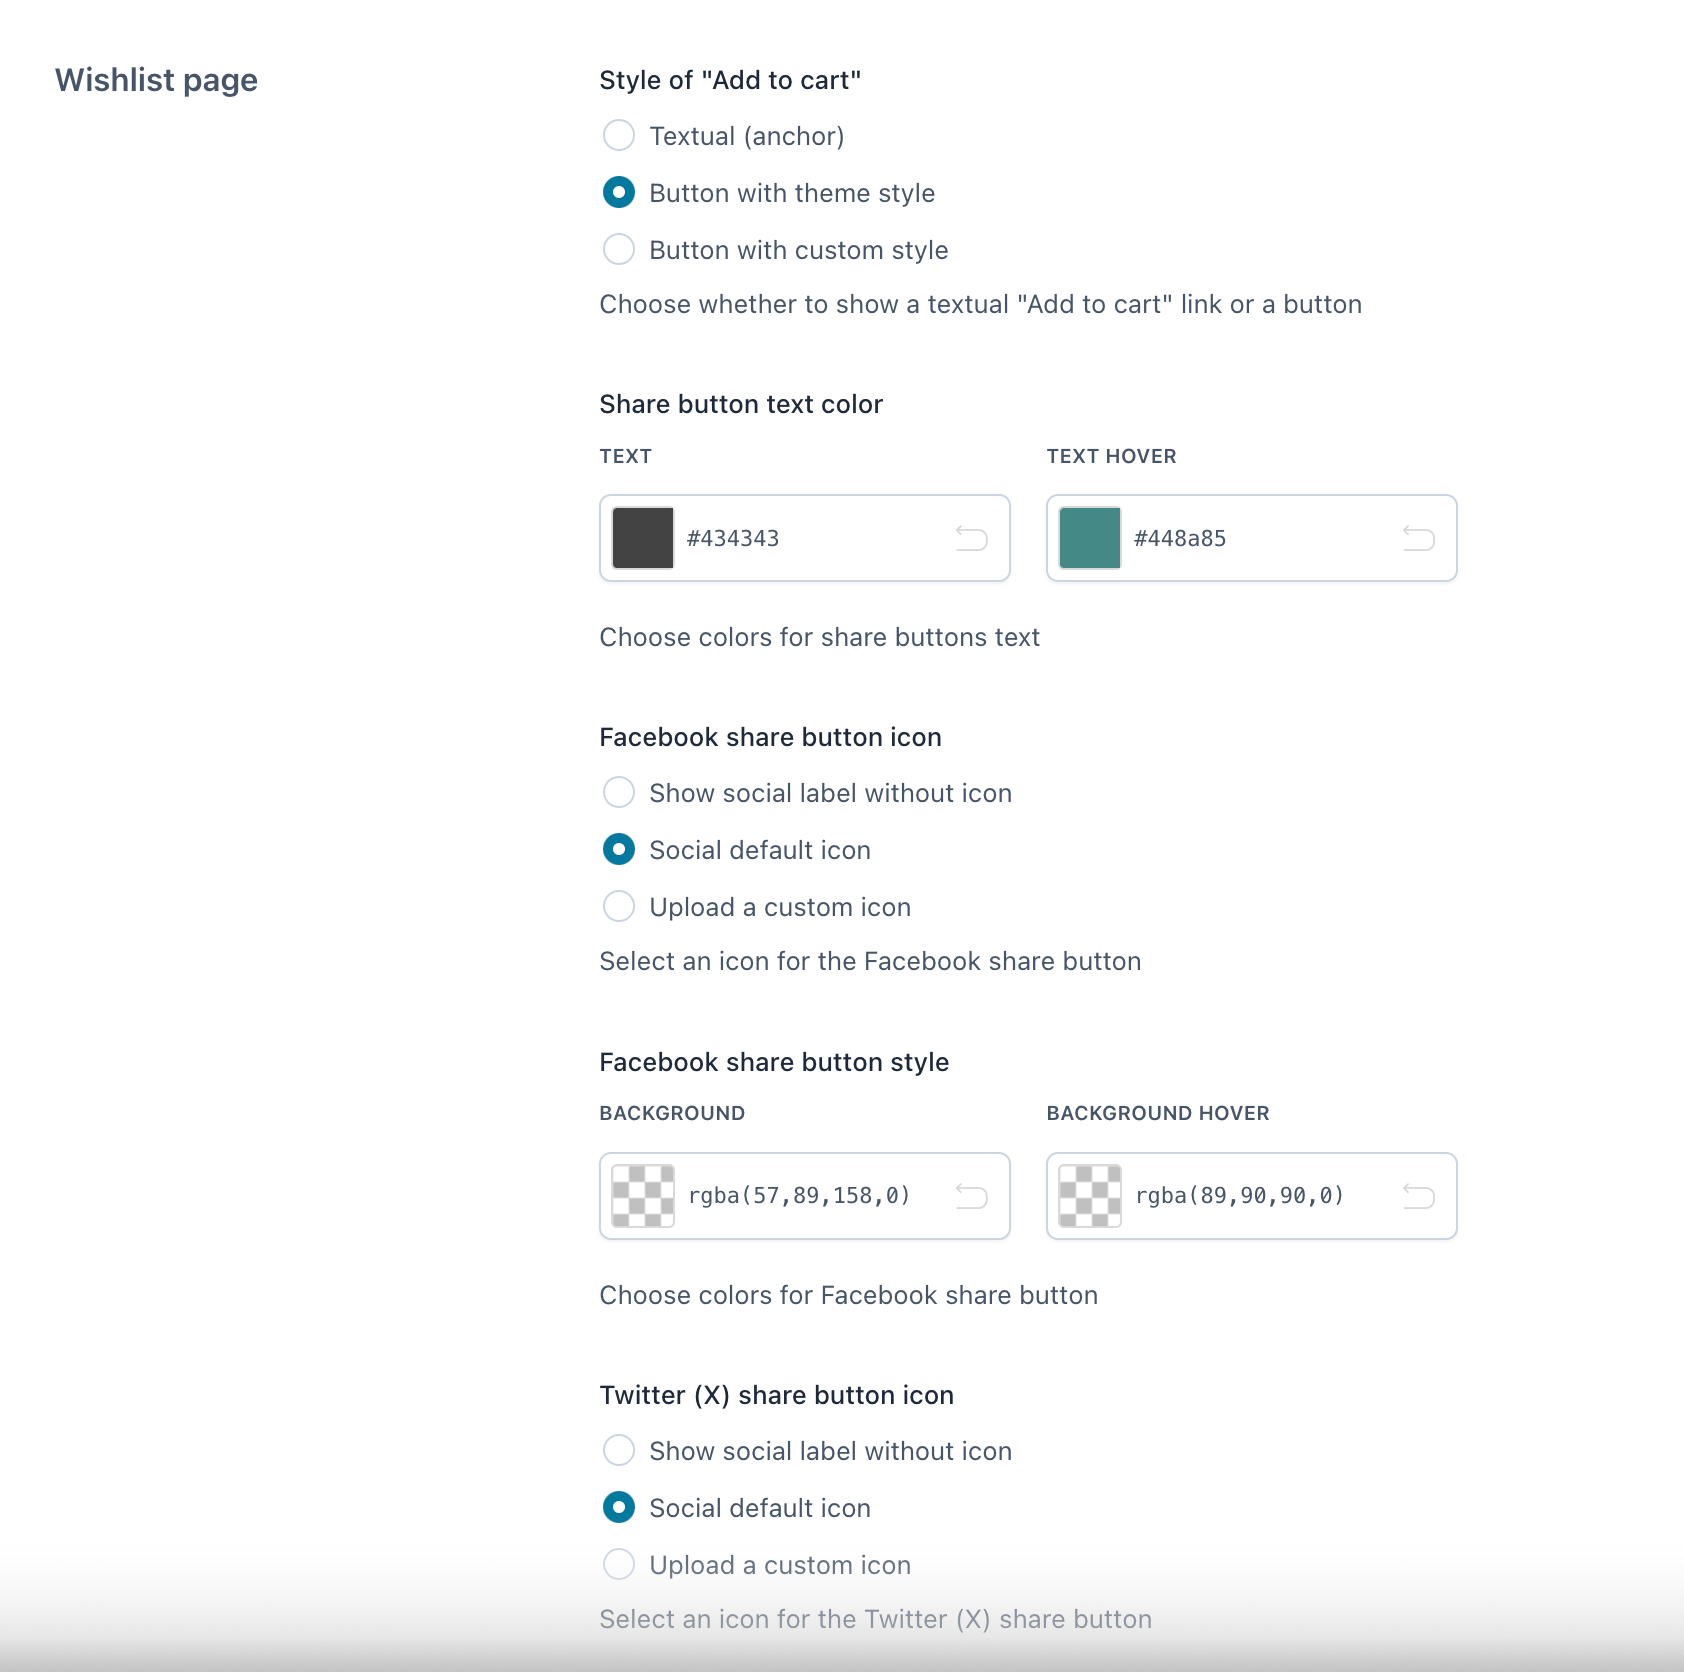 Wishlist page
Style of "Add to cart"
Textual (anchor)
Button with theme style
Button with custom style
Choose whether to show a textual "Add to cart" link or a button
Share button text color
TEXT
TEXT HOVER
#434343
#448a85
Choose colors for share buttons text
Facebook share button icon
Show social label without icon
Social default icon
Upload a custom icon
Select an icon for the Facebook share button
Facebook share button style
BACKGROUND
BACKGROUND HOVER
rgba(57,89,158,0)
rgba(89,90,90,0)
Choose colors for Facebook share button
Twitter (X) share button icon
Show social label without icon
Social default icon
Upload a custom icon
Select an icon for the Twitter (X) share button